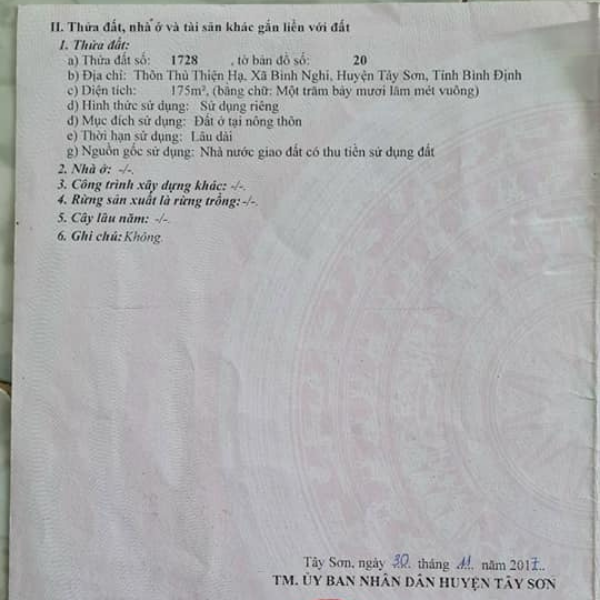 II. Thửa đất, nhà ở và tài sản khác gắn liền với đất
1. Thửa đất:
a) Thửa đất số: 1728 , tờ bản đồ số: 20
b) Địa chỉ: Thôn Thủ Thiện Hạ, Xã Bình Nghi, Huyện Tây Sơn, Tỉnh Bình Định
c) Diện tích: 175m², (bằng chữ: Một trăm bảy mươi lăm mét vuông)
d) Hình thức sử dụng: Sử dụng riêng
đ) Mục đích sử dụng: Đất ở tại nông thôn
e) Thời hạn sử dụng: Lâu dài
g) Nguồn gốc sử dụng: Nhà nước giao đất có thu tiền sử dụng đất
2. Nhà ở: -/-.
3. Công trình xây dựng khác: -/-.
4. Rừng sản xuất là rừng trồng: -/-.
5. Cây lâu năm: -/-.
6. Ghi chú: Không.
Tây Sơn, ngày 30 tháng 11 năm 2017.
TM. ỦY BAN NHÂN DÂN HUYỆN TÂY SƠN